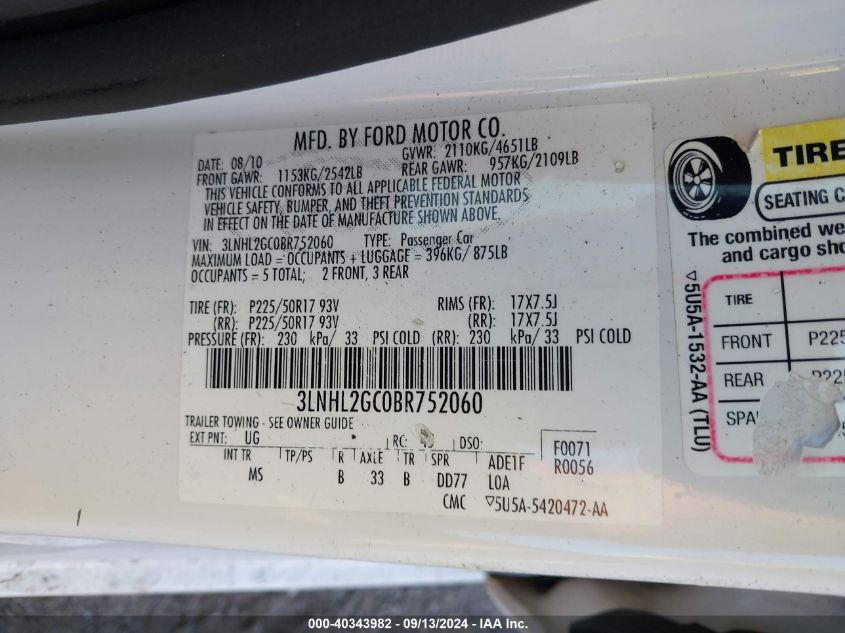 MFD. BY FORD MOTOR CO.
DATE: 08/10 GVWR: 2110KG/4651LB
FRONT GAWR: 1153KG/2542LB REAR GAWR: 957KG/2109LB
THIS VEHICLE CONFORMS TO ALL APPLICABLE FEDERAL MOTOR
VEHICLE SAFETY, BUMPER, AND THEFT PREVENTION STANDARDS
IN EFFECT ON THE DATE OF MANUFACTURE SHOWN ABOVE.
VIN: 3LNHL2GC0BR752060 TYPE: Passenger Car
MAXIMUM LOAD = OCCUPANTS + LUGGAGE = 396KG/ 875LB
OCCUPANTS = 5 TOTAL; 2 FRONT, 3 REAR
TIRE (FR): P225/50R17 93V RIMS (FR): 17X7.5J
(RR): P225/50R17 93V (RR): 17X7.5J
PRESSURE (FR): 230 kPa/ 33 PSI COLD (RR): 230 kPa/ 33 PSI COLD
3LNHL2GC0BR752060
TRAILER TOWING - SEE OWNER GUIDE
EXT PNT: UG RC: DSO: F0071
INT TR TP/PS R AXLE TR SPR ADE1F R0056
MS B 33 B DD77 LOA
CMC ▽5U5A-5420472-AA
TIRE
SEATING
The combined
and cargo
▽5U5A-1532-AA (TLU)
TIRE
FRONT
REAR
000-40343982 / 09/13/2024 - © IAA Inc.